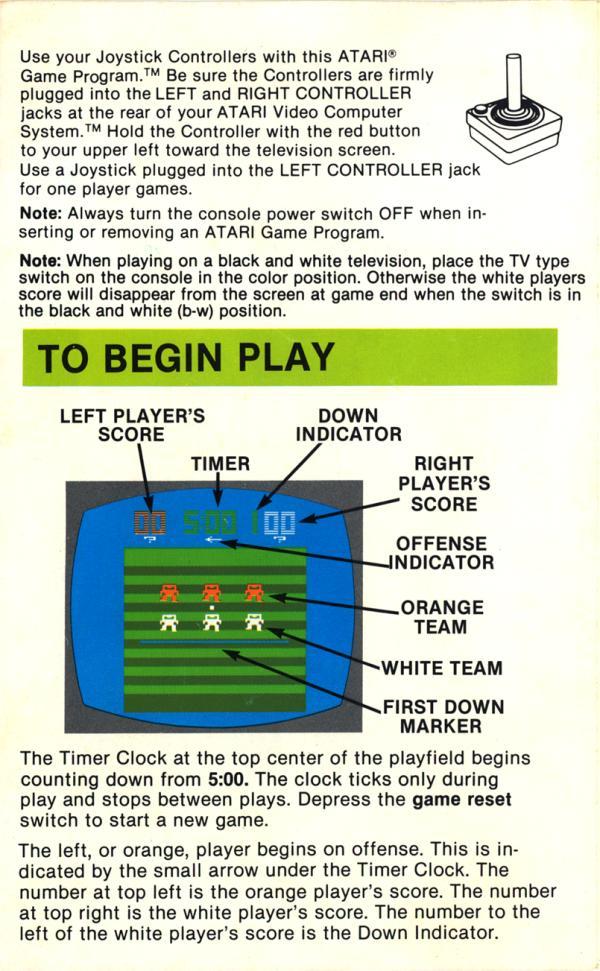 Use your Joystick Controllers with this ATARI®
Game Program.™ Be sure the Controllers are firmly
plugged into the LEFT and RIGHT CONTROLLER
jacks at the rear of your ATARI Video Computer
System.™ Hold the Controller with the red button
to your upper left toward the television screen.
Use a Joystick plugged into the LEFT CONTROLLER jack
for one player games.
Note: Always turn the console power switch OFF when in-
serting or removing an ATARI Game Program.
Note: When playing on a black and white television, place the TV type
switch on the console in the color position. Otherwise the white players
score will disappear from the screen at game end when the switch is in
the black and white (b-w) position.
TO BEGIN PLAY
LEFT PLAYER'S
SCORE
DOWN
INDICATOR
TIMER
RIGHT
PLAYER'S
SCORE
00 5:00 1 00
? ← ?
OFFENSE
INDICATOR
ORANGE
TEAM
WHITE TEAM
FIRST DOWN
MARKER
The Timer Clock at the top center of the playfield begins
counting down from 5:00. The clock ticks only during
play and stops between plays. Depress the game reset
switch to start a new game.
The left, or orange, player begins on offense. This is in-
dicated by the small arrow under the Timer Clock. The
number at top left is the orange player's score. The number
at top right is the white player's score. The number to the
left of the white player's score is the Down Indicator.